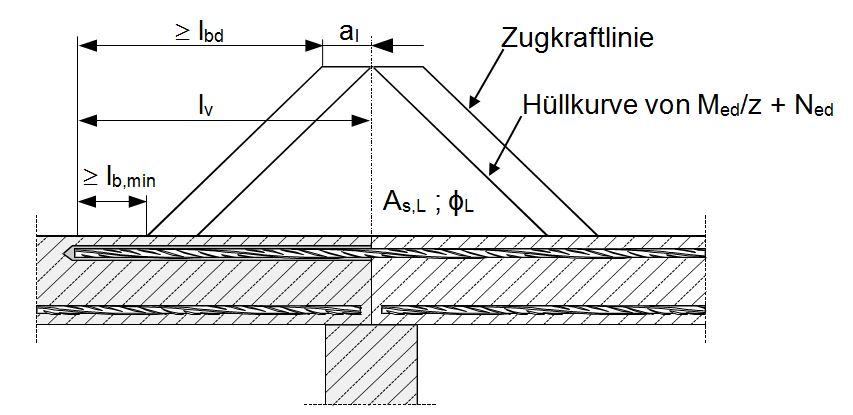 ≥ lbd
al
Zugkraftlinie
lv
Hüllkurve von Med/z + Ned
≥ lb,min
As,L ; ϕL